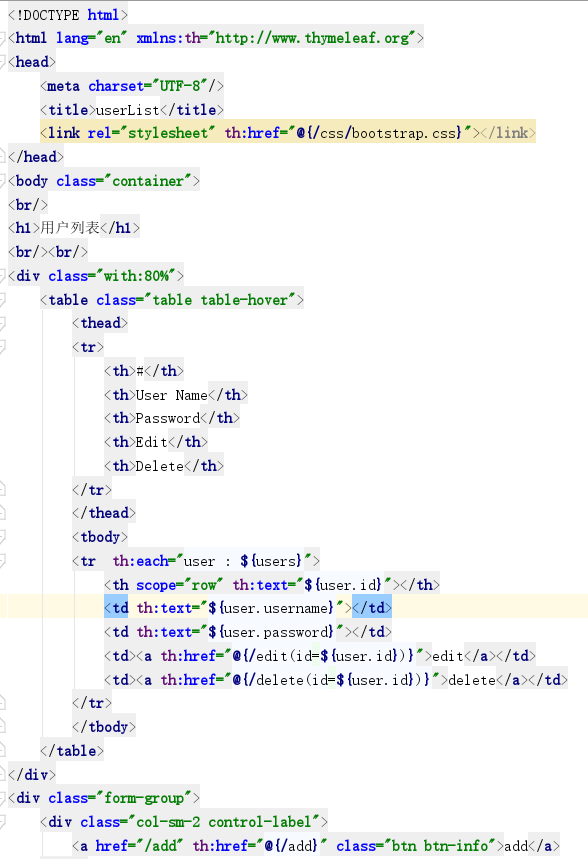 <!DOCTYPE html>
<html lang="en" xmlns:th="http://www.thymeleaf.org">
<head>
<meta charset="UTF-8"/>
<title>userList</title>
<link rel="stylesheet" th:href="@{/css/bootstrap.css}"></link>
</head>
<body class="container">
<br/>
<h1>用户列表</h1>
<br/><br/>
<div class="with:80%">
<table class="table table-hover">
<thead>
<tr>
<th>#</th>
<th>User Name</th>
<th>Password</th>
<th>Edit</th>
<th>Delete</th>
</tr>
</thead>
<tbody>
<tr  th:each="user : ${users}">
<th scope="row" th:text="${user.id}"></th>
<td th:text="${user.username}"></td>
<td th:text="${user.password}"></td>
<td><a th:href="@{/edit(id=${user.id})}">edit</a></td>
<td><a th:href="@{/delete(id=${user.id})}">delete</a></td>
</tr>
</tbody>
</table>
</div>
<div class="form-group">
<div class="col-sm-2 control-label">
<a href="/add" th:href="@{/add}" class="btn btn-info">add</a>